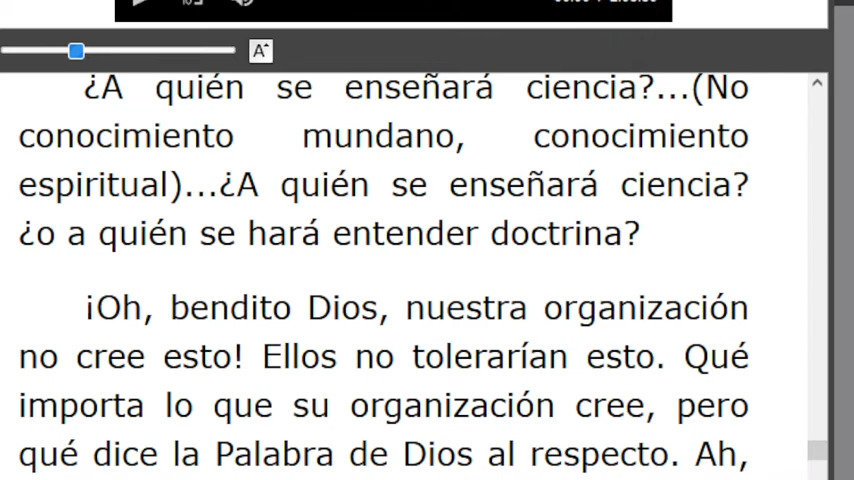 A
¿A quién se enseñará ciencia?...(No
conocimiento mundano, conocimiento
espiritual)...¿A quién se enseñará ciencia?
¿o a quién se hará entender doctrina?
¡Oh, bendito Dios, nuestra organización
no cree esto! Ellos no tolerarían esto. Qué
importa lo que su organización cree, pero
qué dice la Palabra de Dios al respecto. Ah,